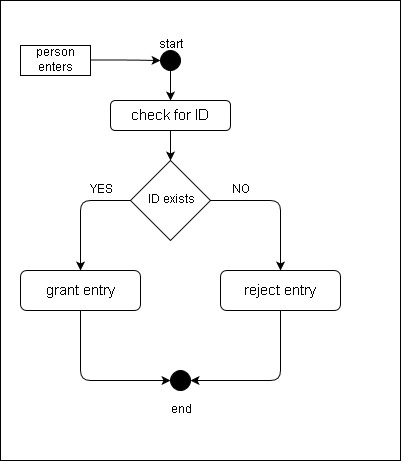 start
person
enters
check for ID
YES
NO
ID exists
grant entry
reject entry
end